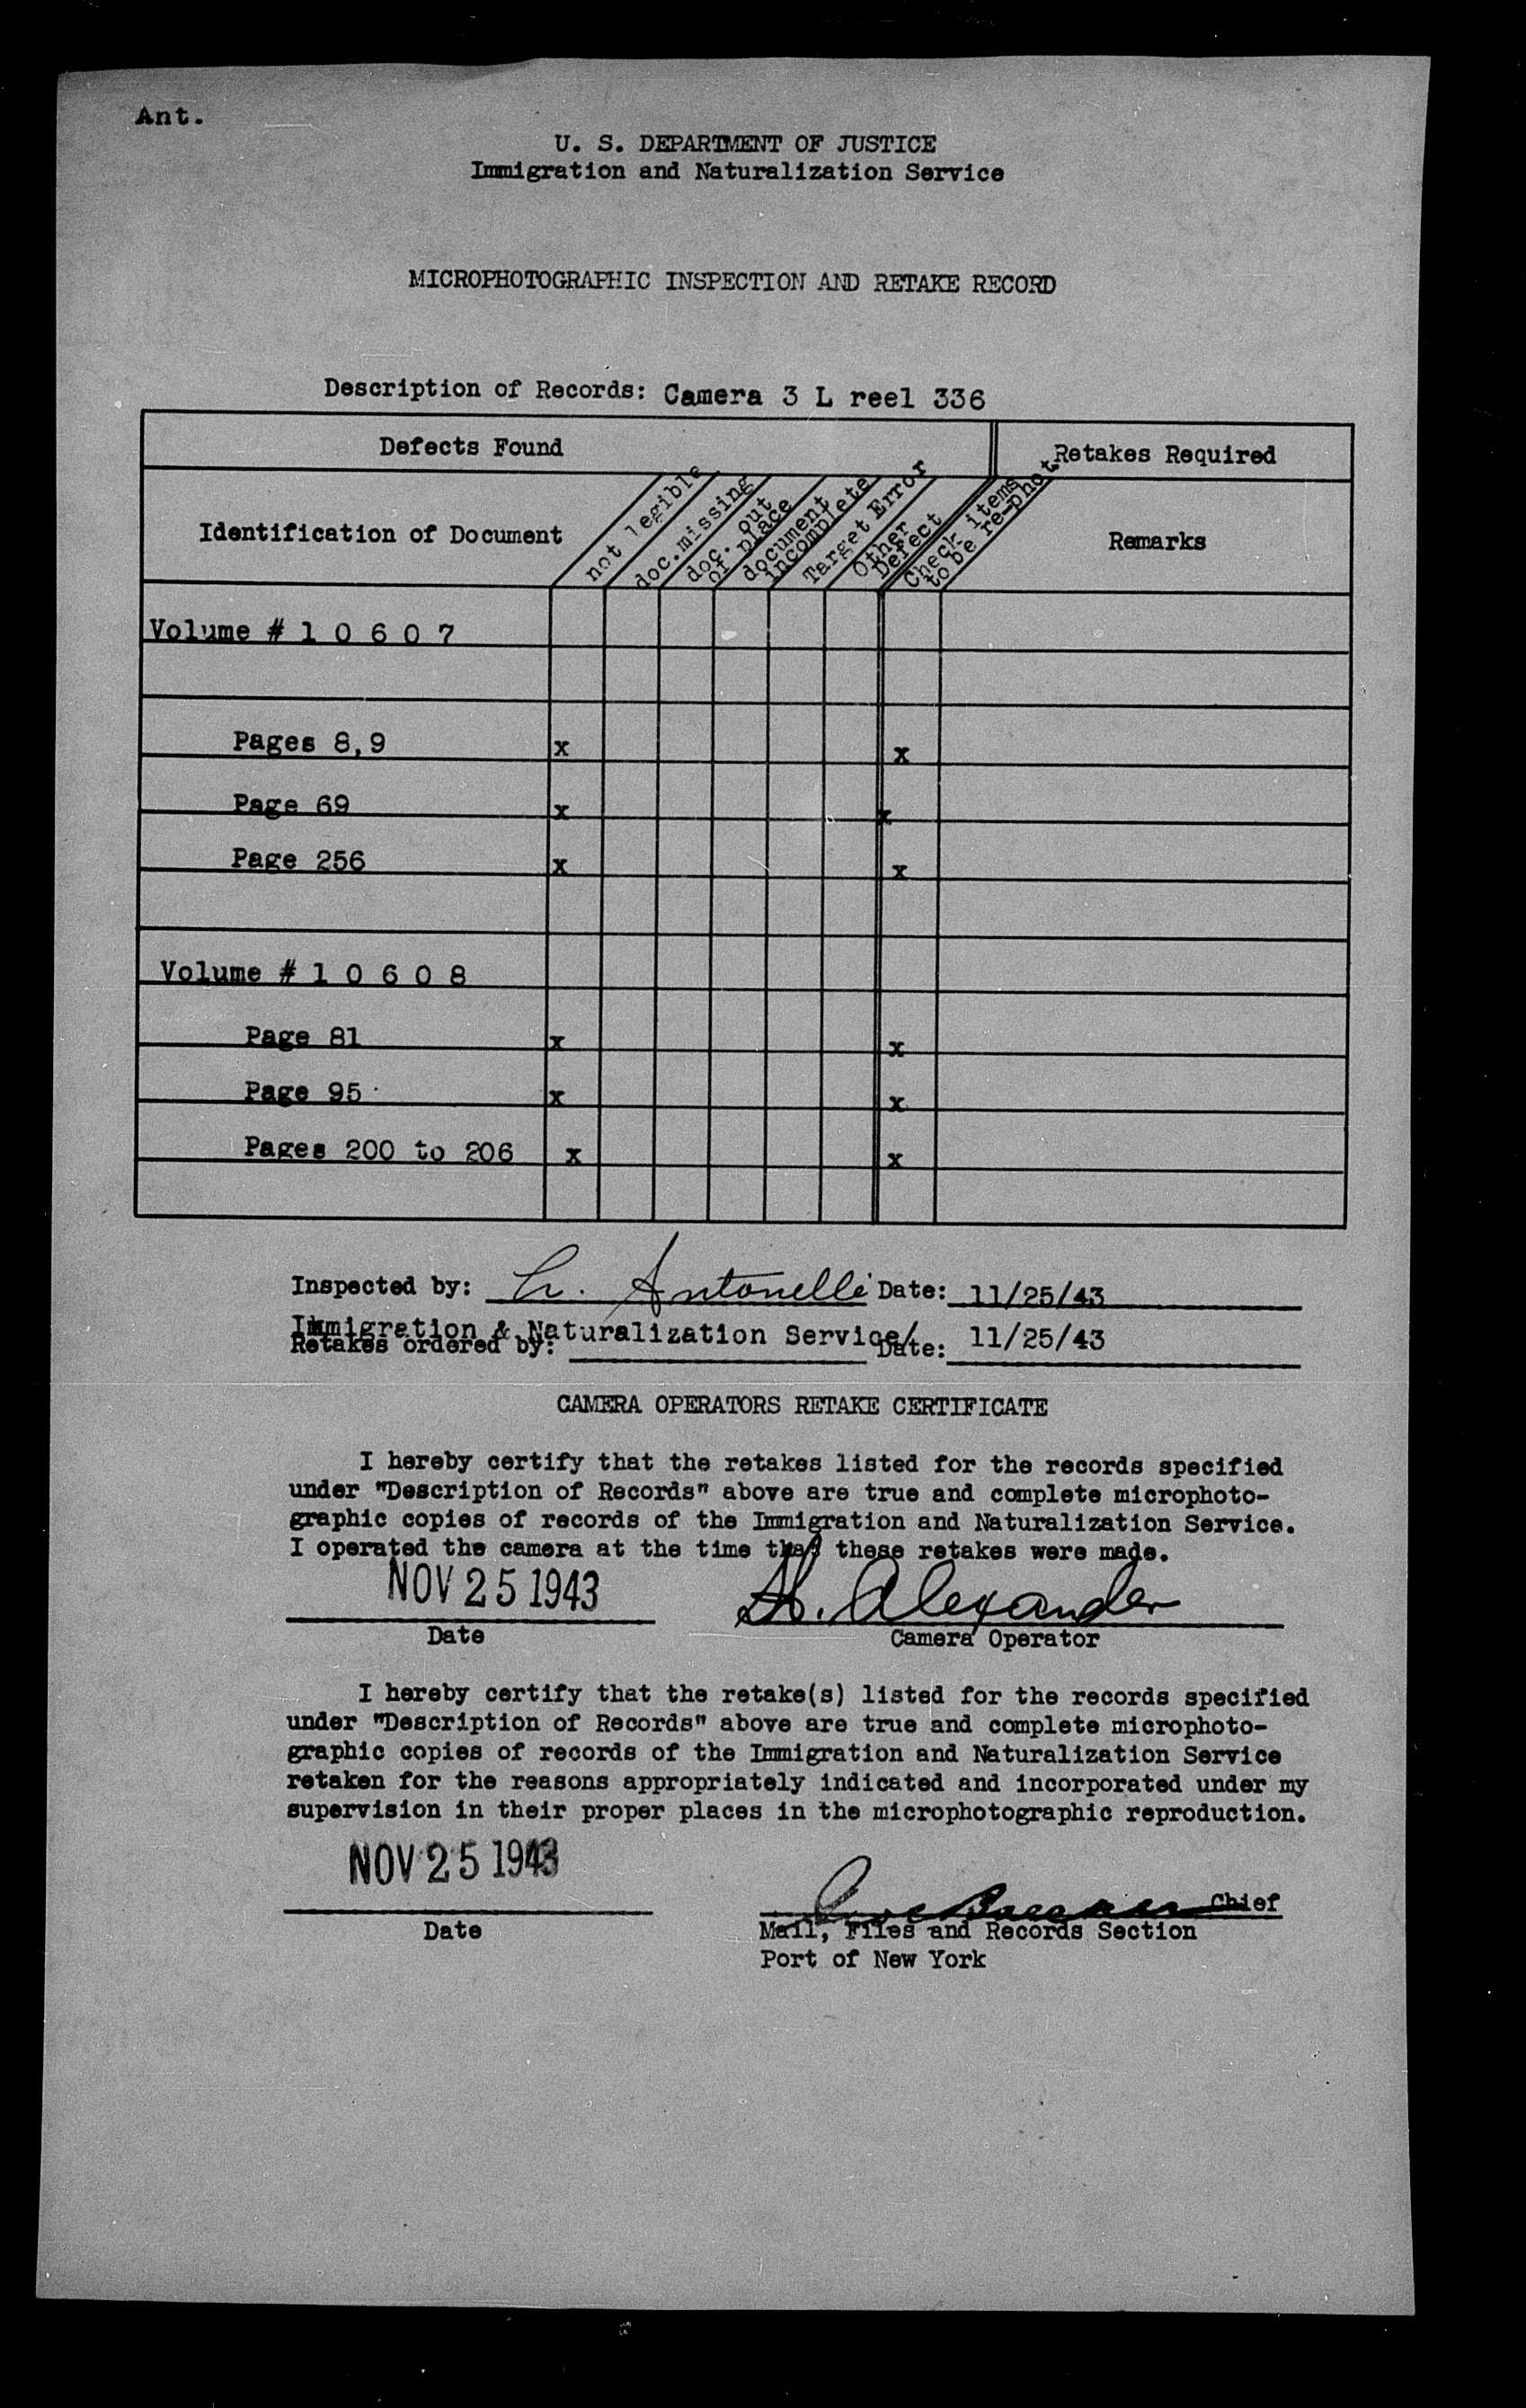 Ant.
U. S. DEPARTMENT OF JUSTICE
Immigration and Naturalization Service
MICROPHOTOGRAPHIC INSPECTION AND RETAKE RECORD
Description of Records: Camera 3 L reel 336
Defects Found
Retakes Required
Identification of Document
not legible
doc.missing
doc. out
of place
document
incomplete
Target Error
Other
Defect
Check items
to be re-phot.
Remarks
Volume # 1 0 6 0 7
Pages 8,9 x x
Page 69 x x
Page 256 x x
Volume # 1 0 6 0 8
Page 81 x x
Page 95 x x
Pages 200 to 206 x x
Inspected by: Antonelli Date: 11/25/43
Immigration & Naturalization Service/
Retakes ordered by: Date: 11/25/43
CAMERA OPERATORS RETAKE CERTIFICATE
I hereby certify that the retakes listed for the records specified
under "Description of Records" above are true and complete microphoto-
graphic copies of records of the Immigration and Naturalization Service.
I operated the camera at the time that these retakes were made.
NOV 25 1943 Alexander
Date Camera Operator
I hereby certify that the retake(s) listed for the records specified
under "Description of Records" above are true and complete microphoto-
graphic copies of records of the Immigration and Naturalization Service
retaken for the reasons appropriately indicated and incorporated under my
supervision in their proper places in the microphotographic reproduction.
NOV 25 1943
Chief
Date Mail, Files and Records Section
Port of New York